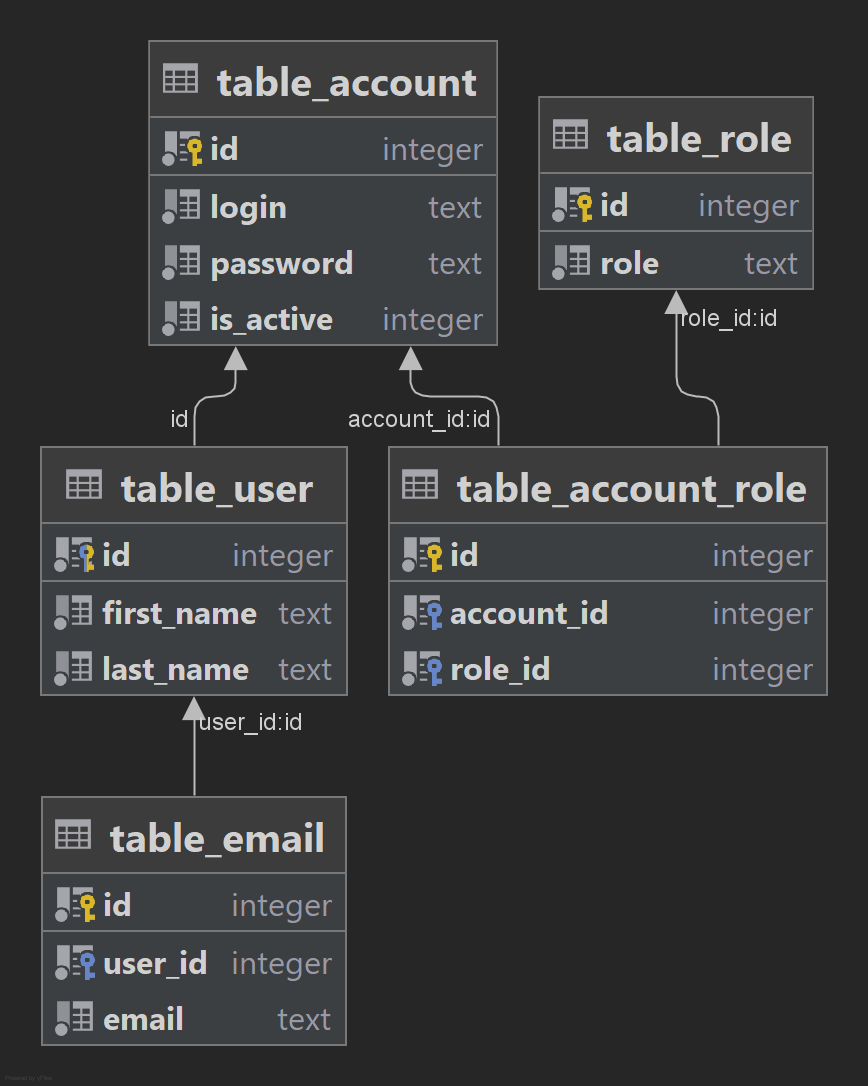 table_account
id integer
login text
password text
is_active integer
table_role
id integer
role text
role_id:id
id
account_id:id
table_user
id integer
first_name text
last_name text
table_account_role
id integer
account_id integer
role_id integer
user_id:id
table_email
id integer
user_id integer
email text